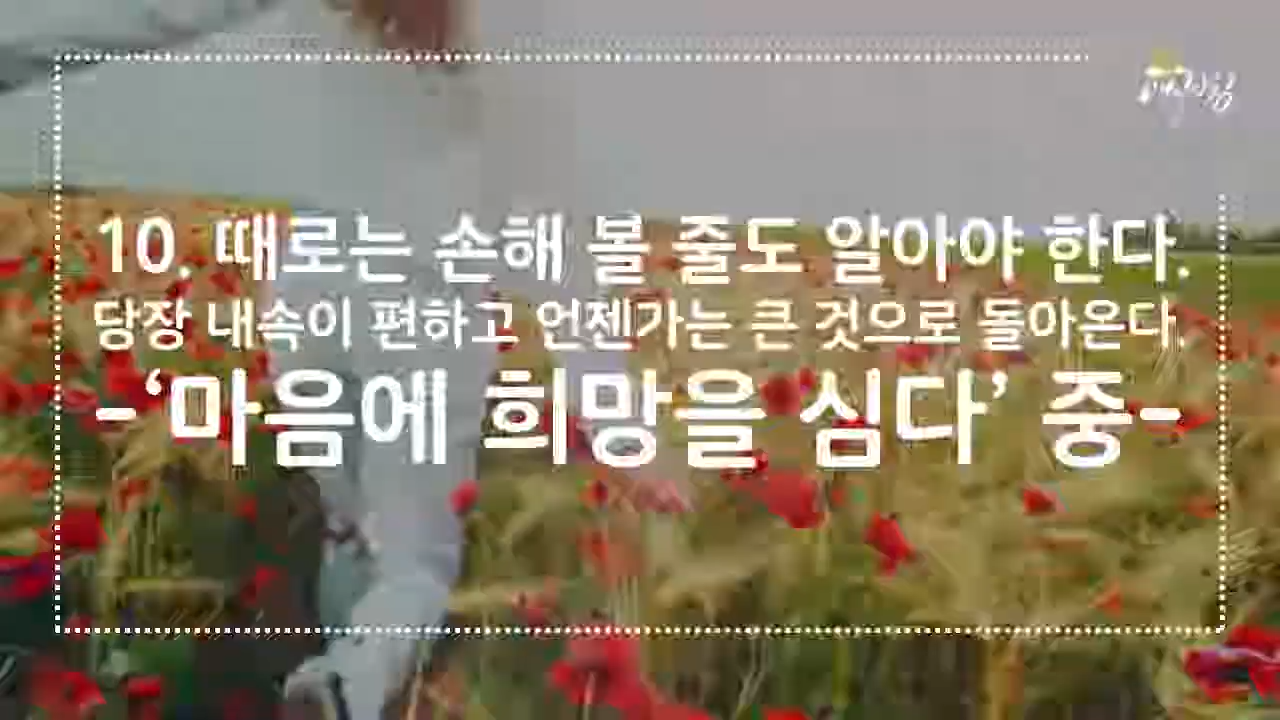 10. 때로는 손해 볼 줄도 알아야 한다.
당장 내속이 편하고 언젠가는 큰 것으로 돌아온다.
-‘마음에 희망을 심다’ 중-